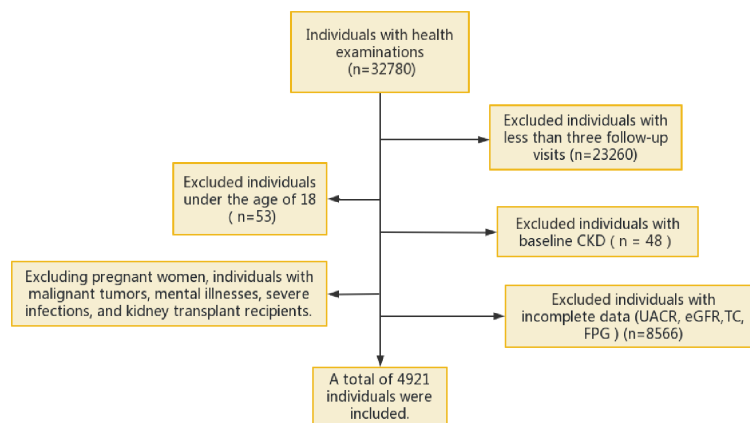 Individuals with health
examinations
(n=32780)
Excluded individuals with
less than three follow-up
visits (n=23260)
Excluded individuals
under the age of 18
( n=53)
Excluded individuals with
baseline CKD ( n = 48 )
Excluding pregnant women, individuals with
malignant tumors, mental illnesses, severe
infections, and kidney transplant recipients.
Excluded individuals with
incomplete data (UACR, eGFR,TC,
FPG ) (n=8566)
A total of 4921
individuals were
included.